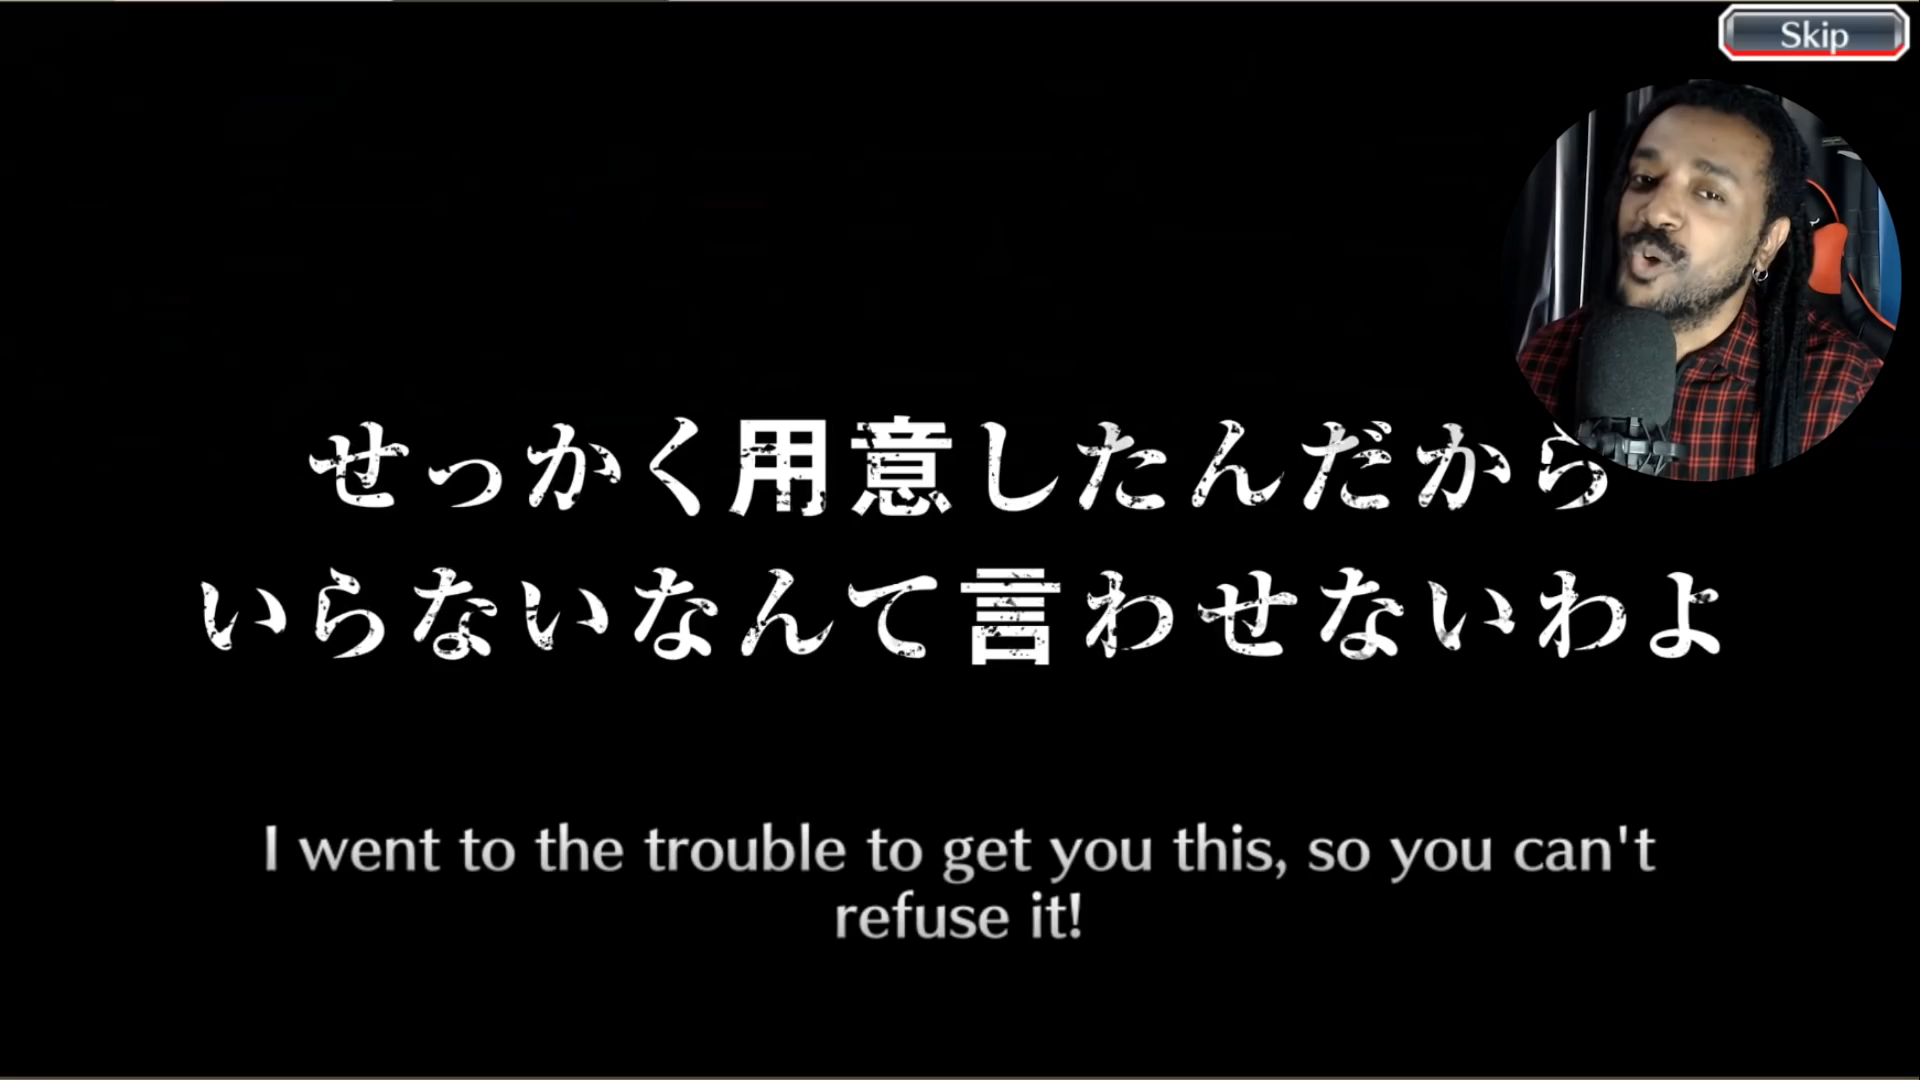 Skip
せっかく用意したんだから
いらないなんて言わせないわよ
I went to the trouble to get you this, so you can't
refuse it!